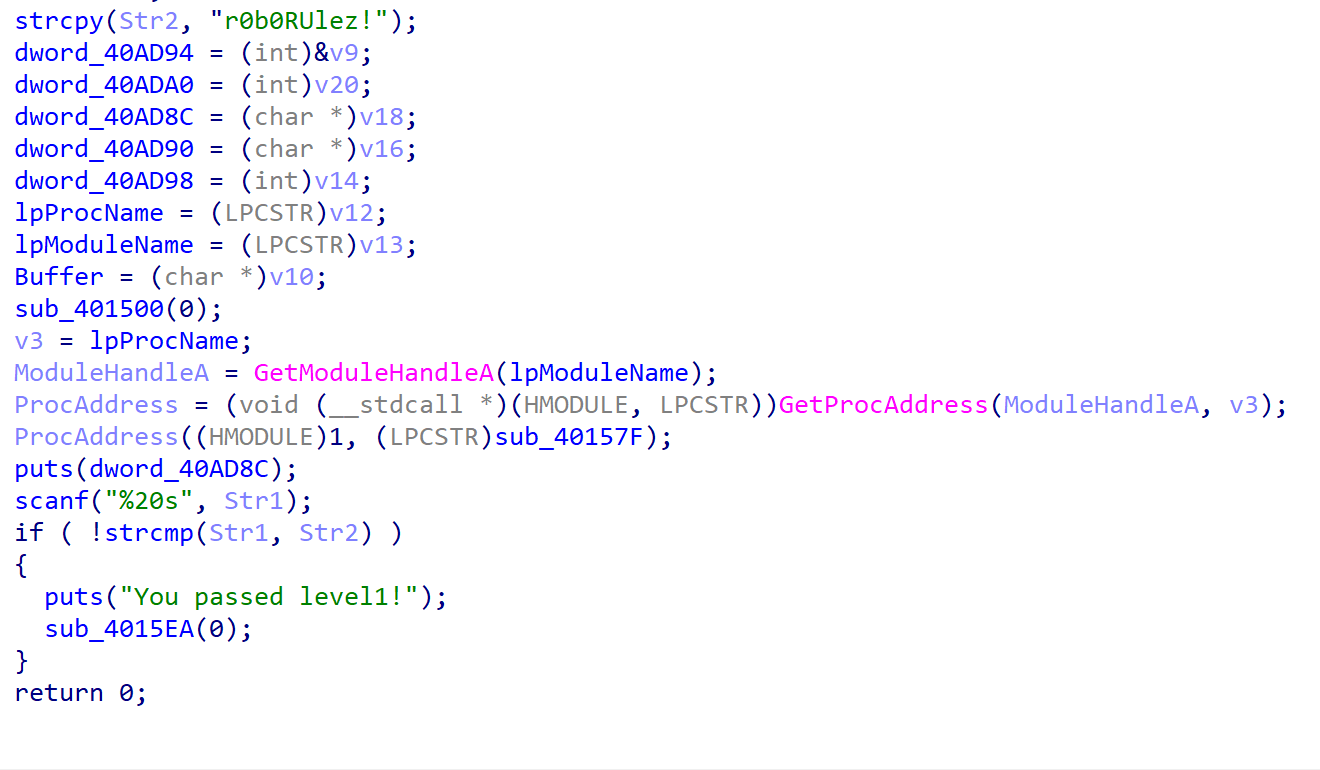 strcpy(Str2, "r0b0RUlez!");
dword_40AD94 = (int)&v9;
dword_40ADA0 = (int)v20;
dword_40AD8C = (char *)v18;
dword_40AD90 = (char *)v16;
dword_40AD98 = (int)v14;
lpProcName = (LPCSTR)v12;
lpModuleName = (LPCSTR)v13;
Buffer = (char *)v10;
sub_401500(0);
v3 = lpProcName;
ModuleHandleA = GetModuleHandleA(lpModuleName);
ProcAddress = (void (__stdcall *)(HMODULE, LPCSTR))GetProcAddress(ModuleHandleA, v3);
ProcAddress((HMODULE)1, (LPCSTR)sub_40157F);
puts(dword_40AD8C);
scanf("%20s", Str1);
if ( !strcmp(Str1, Str2) )
{
  puts("You passed level1!");
  sub_4015EA(0);
}
return 0;